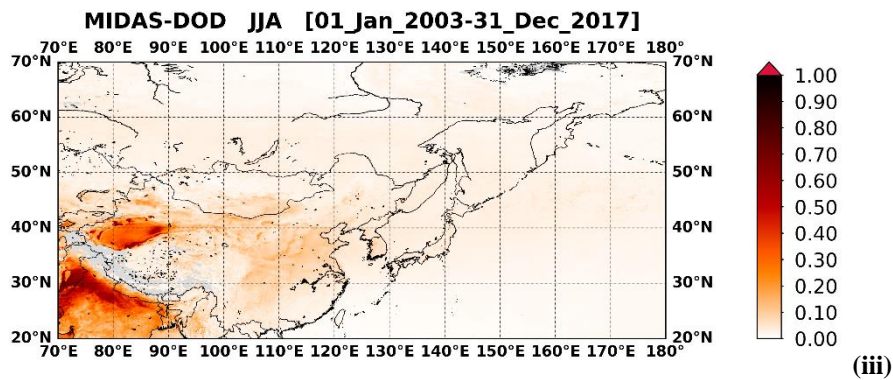 MIDAS-DOD JJA [01_Jan_2003-31_Dec_2017]
70° 80° 90° 100° 110° 120° 130° 140° 150° 160° 170° 180°
70°N 70°N
60°N 60°N
50°N 50°N
40°N 40°N
30°N 30°N
20°N 20°N
70° 80° 90° 100° 110° 120° 130° 140° 150° 160° 170° 180°
1.00
0.90
0.80
0.70
0.60
0.50
0.40
0.30
0.20
0.10
0.00
(iii)